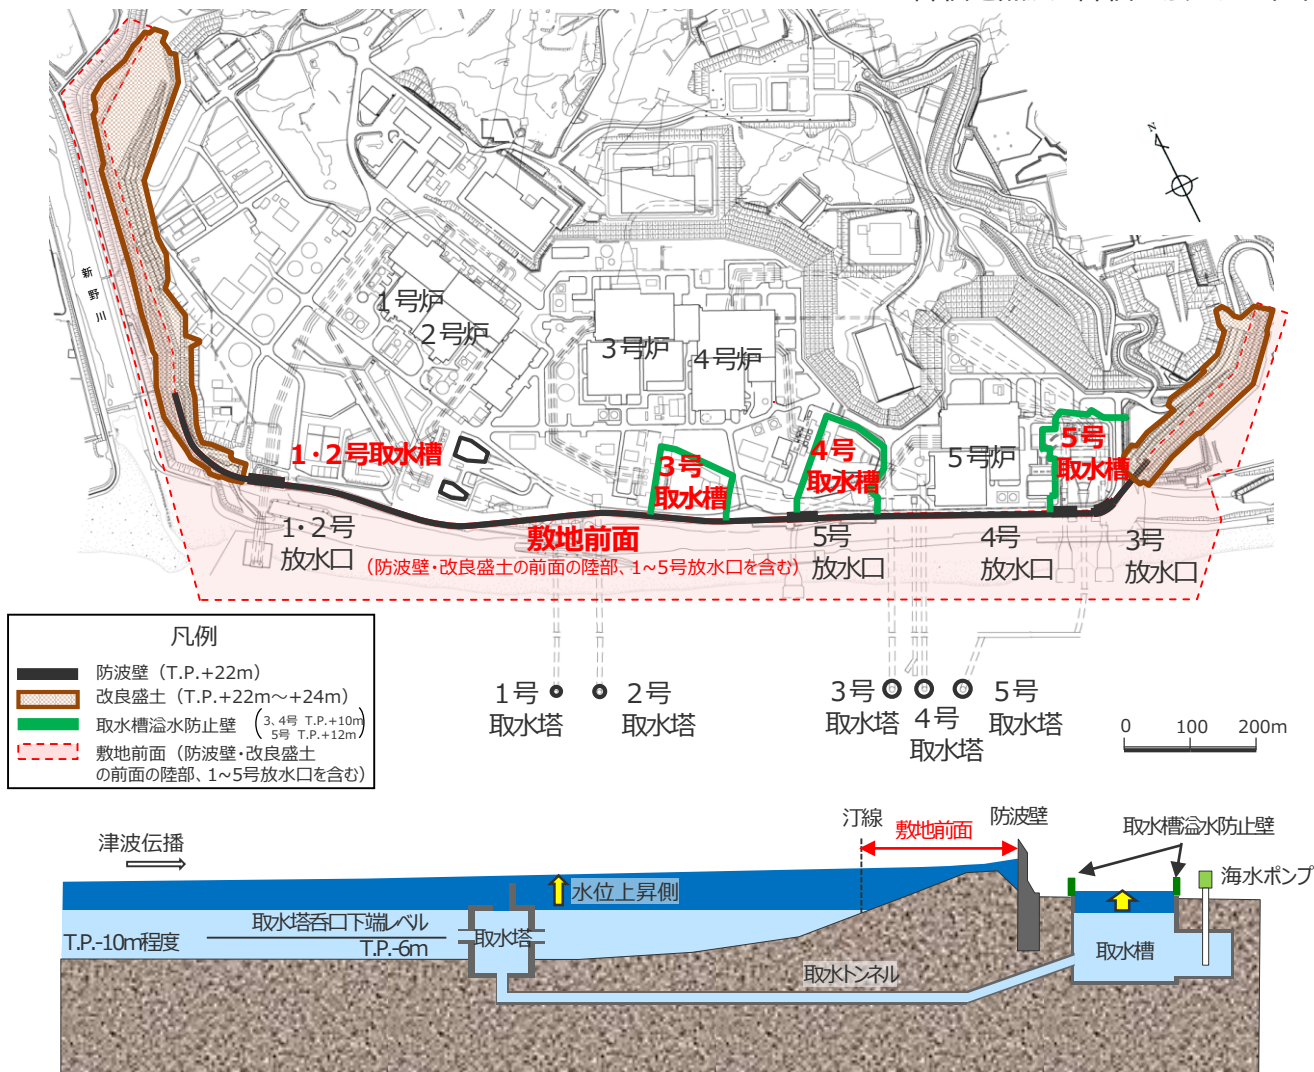 N
新
野
川
1号炉
2号炉
3号炉
4号炉
5号炉
1・2号取水槽
3号
取水槽
4号
取水槽
5号
取水槽
1・2号
放水口
敷地前面
(防波壁・改良盛土の前面の陸部、1~5号放水口を含む)
5号
放水口
4号
放水口
3号
放水口
凡例
防波壁（T.P.+22m）
改良盛土（T.P.+22m～+24m）
取水槽溢水防止壁
3、4号 T.P.+10m
5号 T.P.+12m
敷地前面（防波壁・改良盛土
の前面の陸部、1~5号放水口を含む）
1号
取水塔
2号
取水塔
3号
取水塔
4号
取水塔
5号
取水塔
0 100 200m
津波伝播
汀線
敷地前面
防波壁
取水槽溢水防止壁
海水ポンプ
水位上昇側
取水塔呑口下端レベル
T.P.-6m
T.P.-10m程度
取水塔
取水トンネル
取水槽